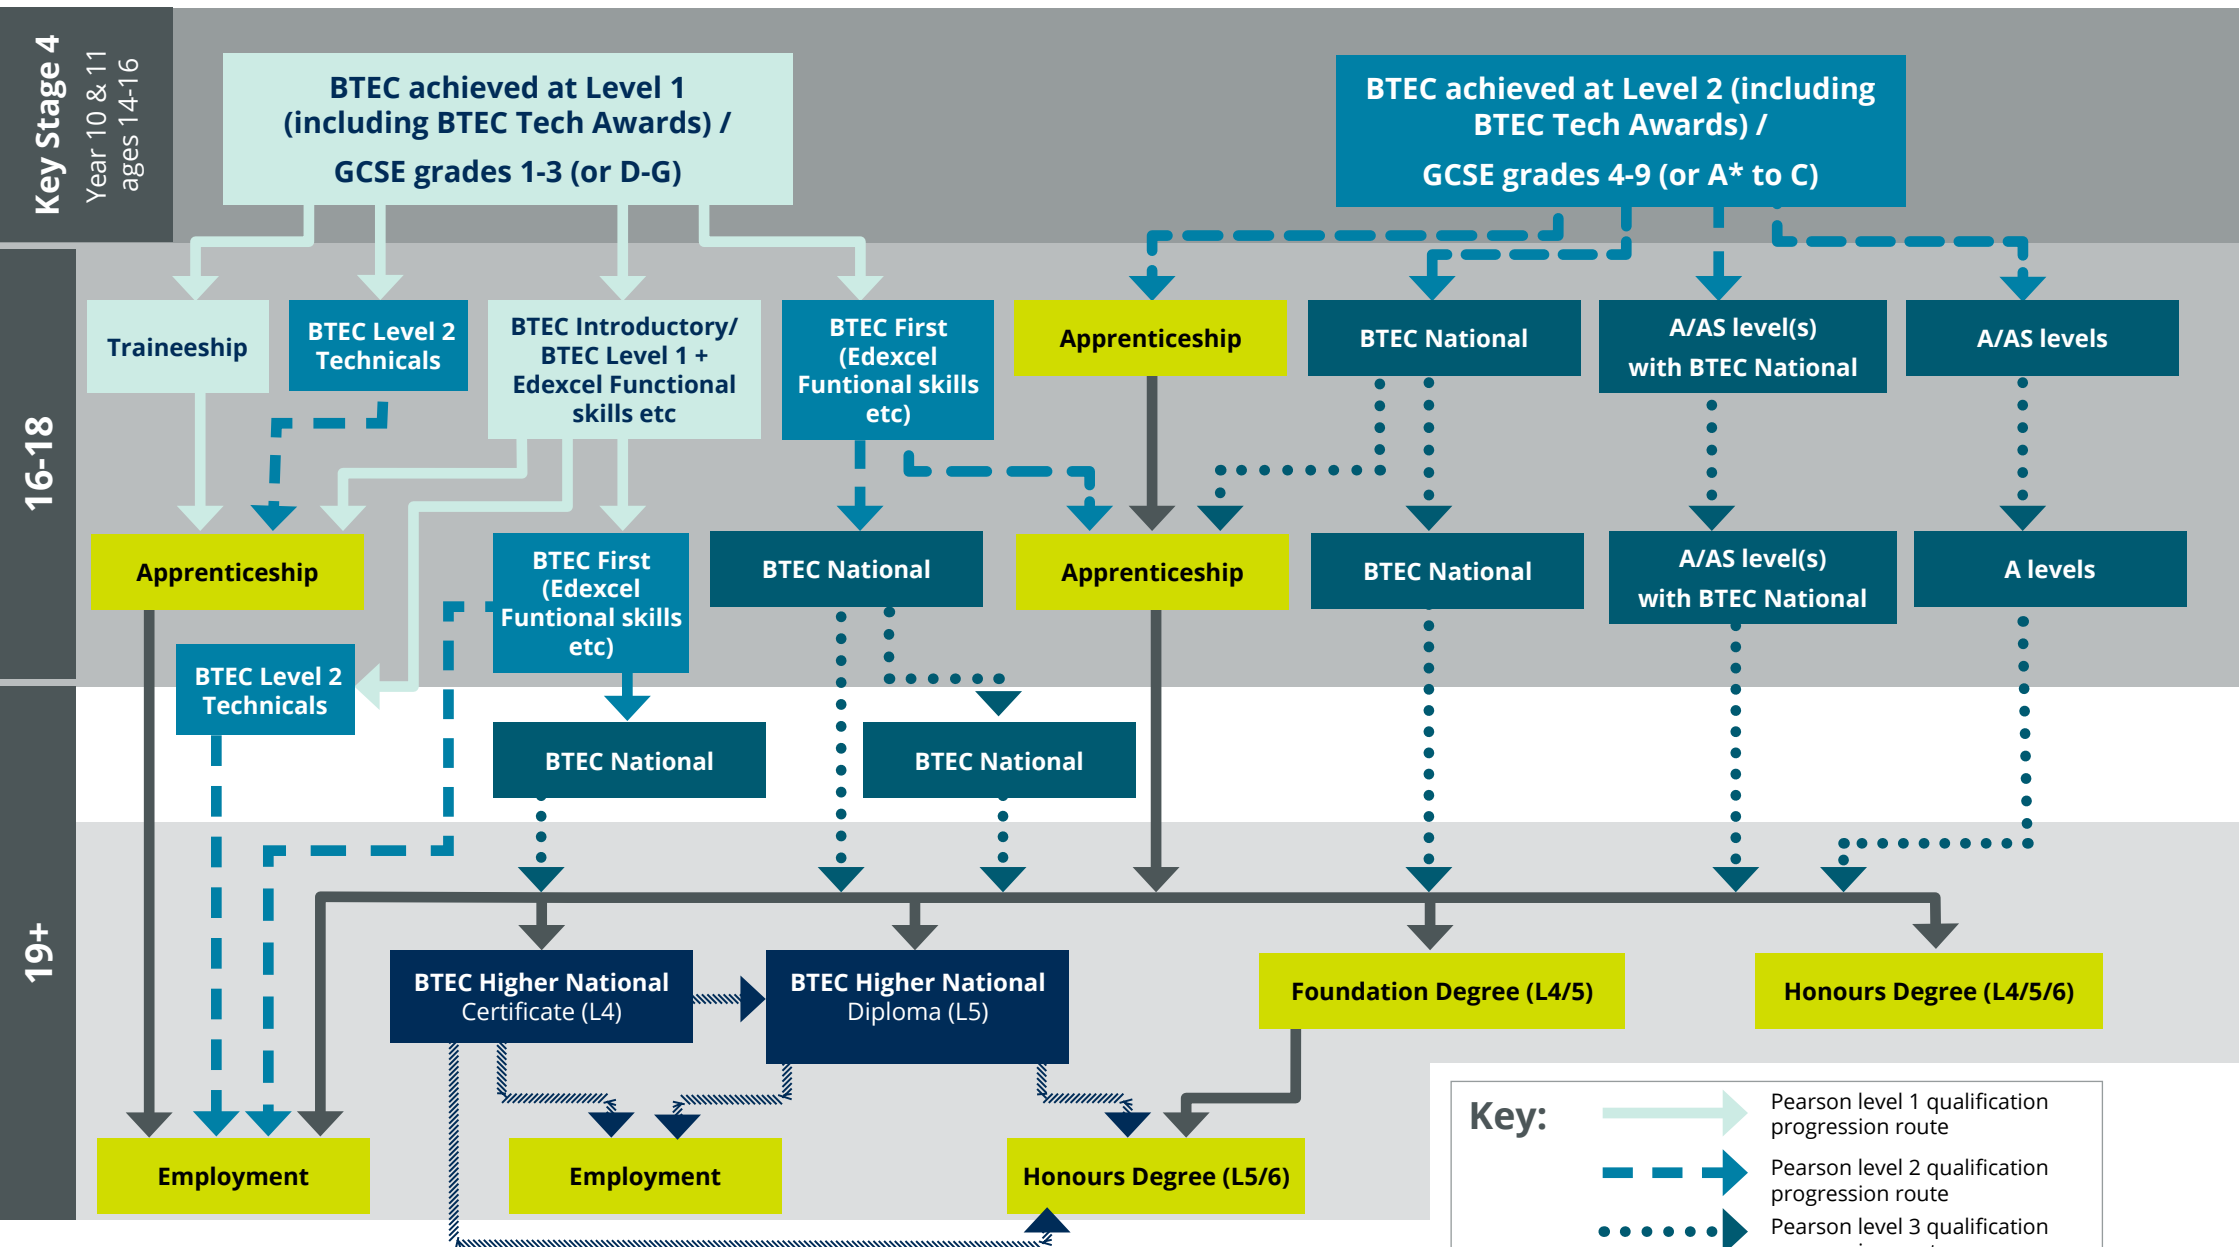 Key Stage 4
Year 10 & 11
ages 14-16
BTEC achieved at Level 1
(including BTEC Tech Awards) /
GCSE grades 1-3 (or D-G)
BTEC achieved at Level 2 (including
BTEC Tech Awards) /
GCSE grades 4-9 (or A* to C)
16-18
Traineeship
BTEC Level 2
Technicals
BTEC Introductory/
BTEC Level 1 +
Edexcel Functional
skills etc
BTEC First
(Edexcel
Funtional skills
etc)
Apprenticeship
BTEC National
A/AS level(s)
with BTEC National
A/AS levels
Apprenticeship
BTEC First
(Edexcel
Funtional skills
etc)
BTEC National
Apprenticeship
BTEC National
A/AS level(s)
with BTEC National
A levels
BTEC Level 2
Technicals
19+
BTEC National
BTEC National
BTEC Higher National
Certificate (L4)
BTEC Higher National
Diploma (L5)
Foundation Degree (L4/5)
Honours Degree (L4/5/6)
Employment
Employment
Honours Degree (L5/6)
Key:
Pearson level 1 qualification
progression route
Pearson level 2 qualification
progression route
Pearson level 3 qualification